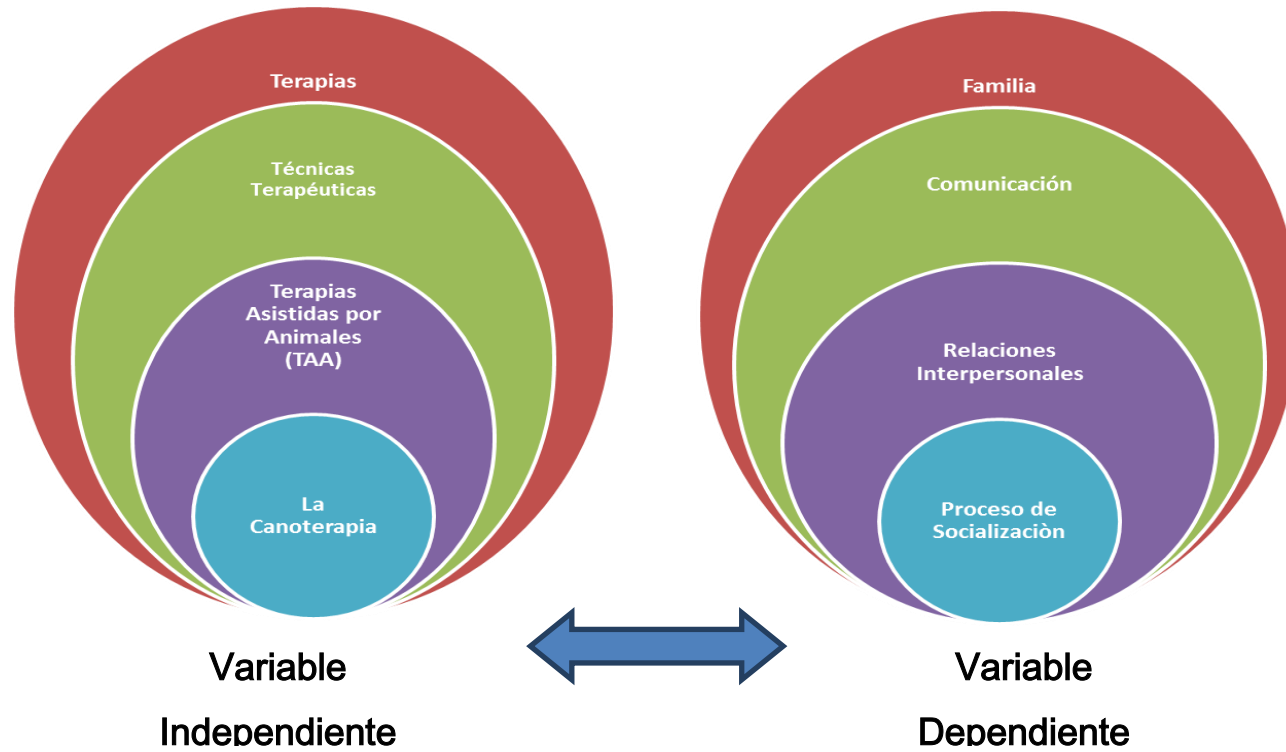 Terapias
Técnicas
Terapéuticas
Terapias
Asistidas por
Animales
(TAA)
La
Canoterapia
Variable
Independiente
Familia
Comunicación
Relaciones
Interpersonales
Proceso de
Socializaciòn
Variable
Dependiente